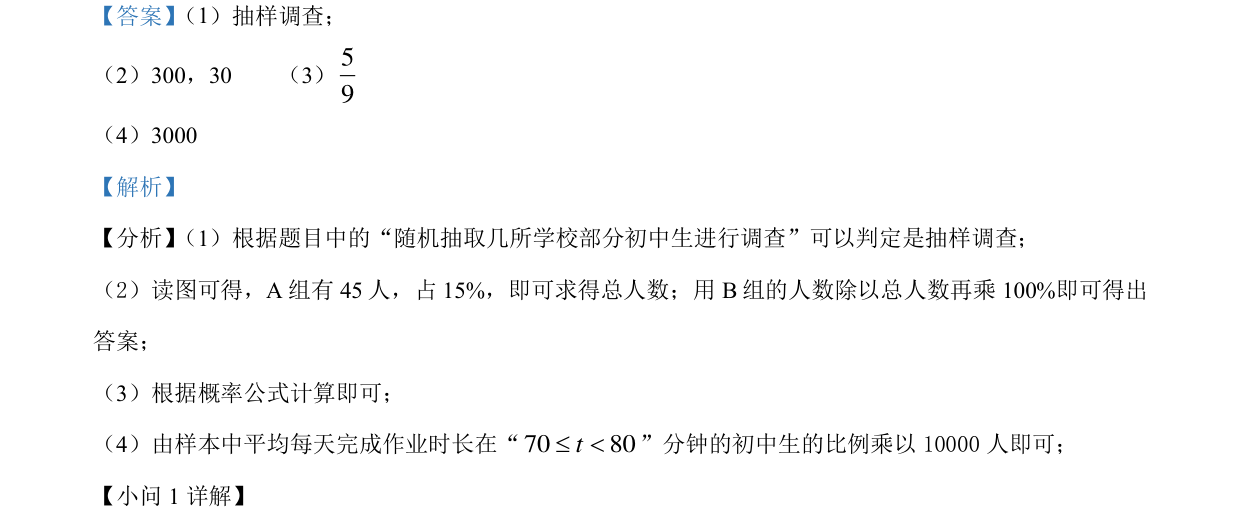 【答案】（1）抽样调查；
（2）300，30 （3）5/9
（4）3000
【解析】
【分析】（1）根据题目中的“随机抽取几所学校部分初中生进行调查”可以判定是抽样调查；
（2）读图可得，A 组有 45 人，占 15%，即可求得总人数；用 B 组的人数除以总人数再乘 100%即可得出
答案；
（3）根据概率公式计算即可；
（4）由样本中平均每天完成作业时长在“70≤t<80”分钟的初中生的比例乘以 10000 人即可；
【小问 1 详解】